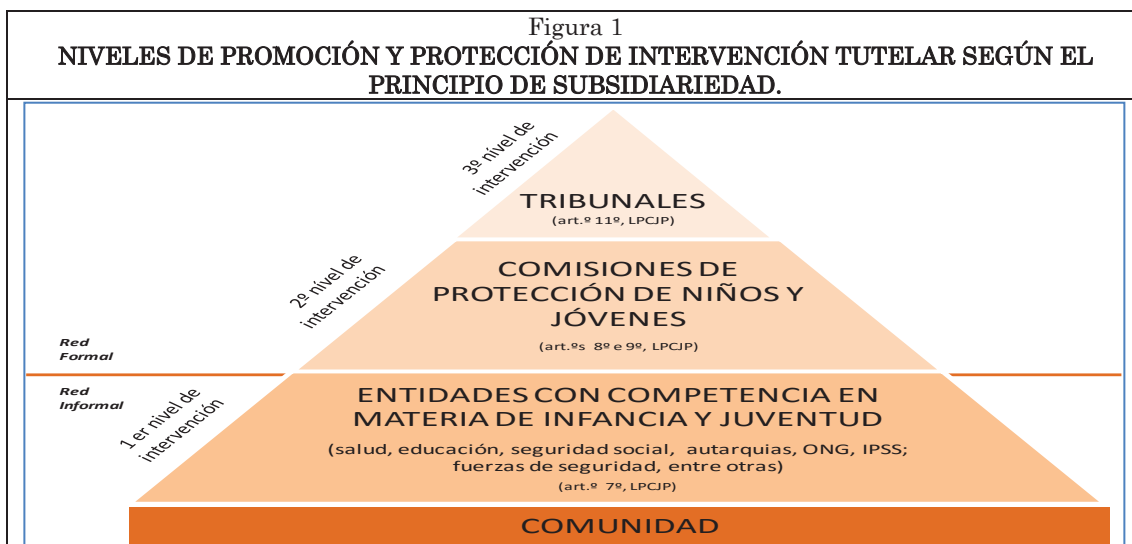 Figura 1
NIVELES DE PROMOCIÓN Y PROTECCIÓN DE INTERVENCIÓN TUTELAR SEGÚN EL
PRINCIPIO DE SUBSIDIARIEDAD.
3º nível de
intervención
TRIBUNALES
(art.º 11º, LPCJP)
2º nível de
intervención
COMISIONES DE
PROTECCIÓN DE NIÑOS Y
JÓVENES
(art.ºs 8º e 9º, LPCJP)
Red
Formal
Red
Informal
1 er nivel de
intervención
ENTIDADES CON COMPETENCIA EN
MATERIA DE INFANCIA Y JUVENTUD
(salud, educación, seguridad social, autarquias, ONG, IPSS;
fuerzas de seguridad, entre otras)
(art.º 7º, LPCJP)
COMUNIDAD